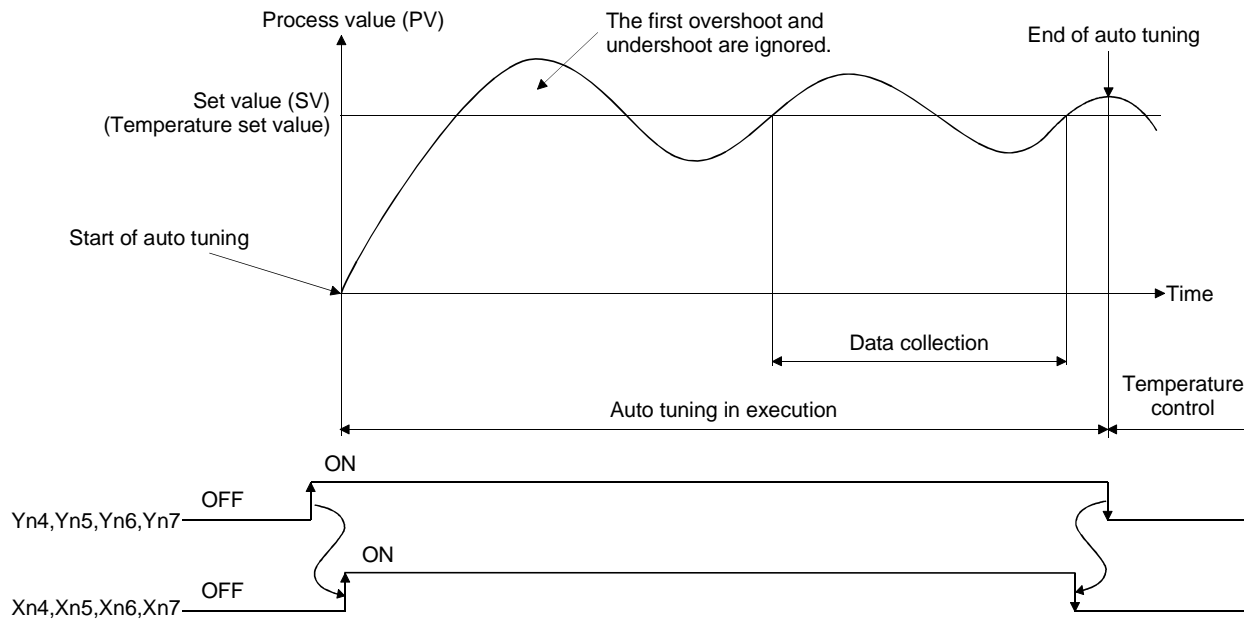 Process value (PV)
The first overshoot and
undershoot are ignored.
End of auto tuning
Set value (SV)
(Temperature set value)
Start of auto tuning
Time
Data collection
Temperature
control
Auto tuning in execution
ON
OFF
Yn4,Yn5,Yn6,Yn7
ON
OFF
Xn4,Xn5,Xn6,Xn7